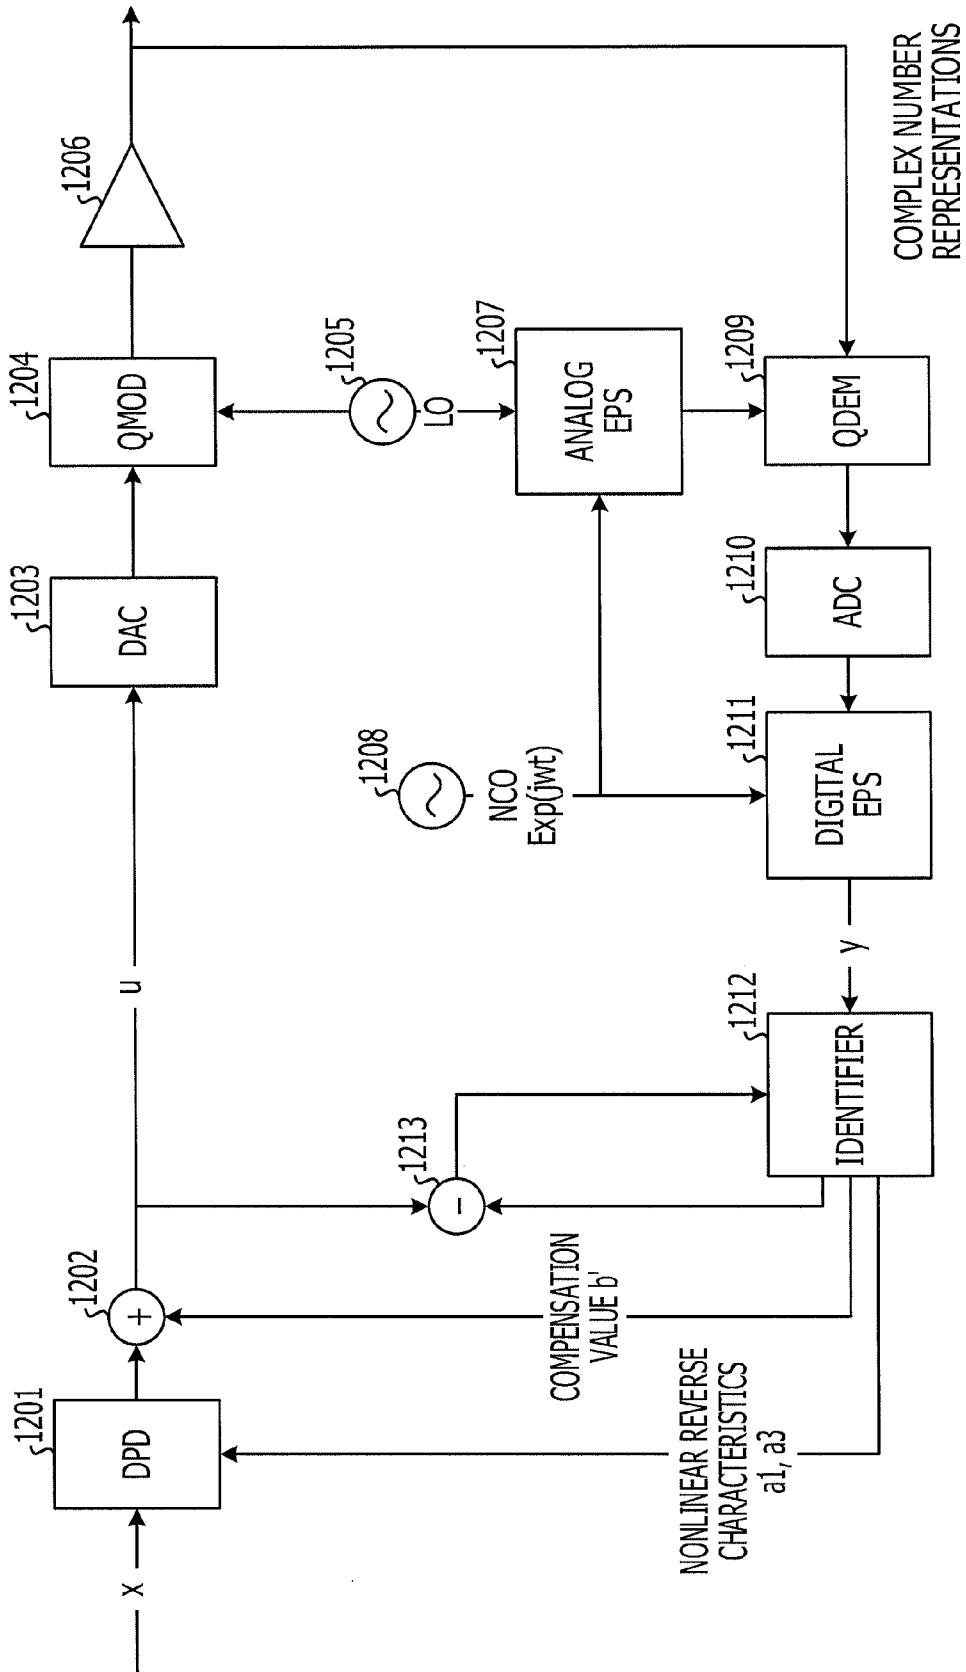 x
1201
DPD
1202
+
u
1203
DAC
1204
QMOD
1206
1205
LO
1208
NCO
Exp(jwt)
1207
ANALOG
EPS
1209
QDEM
1210
ADC
1211
DIGITAL
EPS
y
1212
IDENTIFIER
1213
-
COMPENSATION
VALUE b'
NONLINEAR REVERSE
CHARACTERISTICS
a1, a3
COMPLEX NUMBER
REPRESENTATIONS